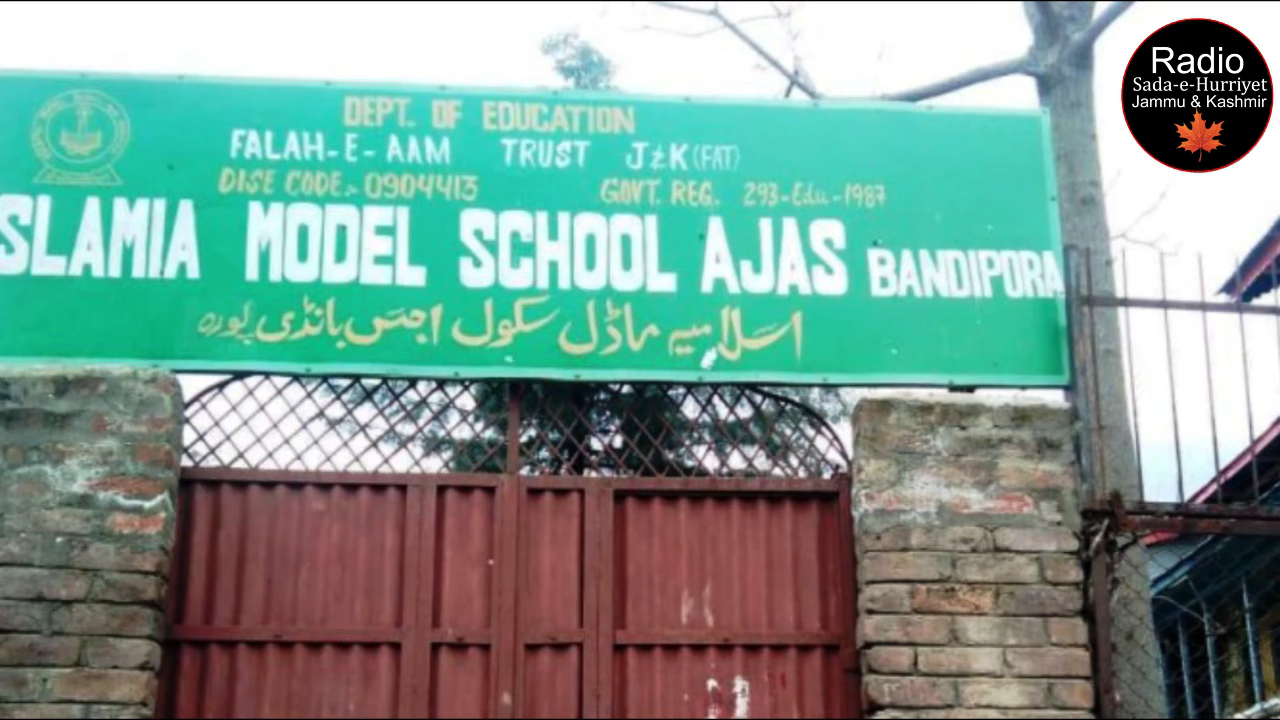 DEPT. OF EDUCATION
FALAH-E-AAM TRUST J&K (FAT)
DISE CODE:- 0904413 GOVT. REG. 293-Edu-1987
SLAMIA MODEL SCHOOL AJAS BANDIPORA
اسلامیہ ماڈل سکول اجس بانڈی پورہ
Radio
Sada-e-Hurriyet
Jammu & Kashmir